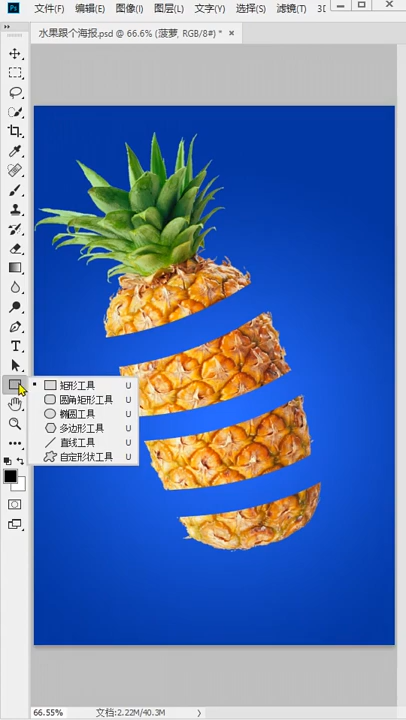 Ps 文件(F) 编辑(E) 图像(I) 图层(L) 文字(Y) 选择(S) 滤镜(T) 3D
水果跟个海报.psd @ 66.6% (菠萝, RGB/8#) * ×
T
矩形工具 U
圆角矩形工具 U
椭圆工具 U
多边形工具 U
直线工具 U
自定形状工具 U
66.55% 文档:2.22M/40.3M